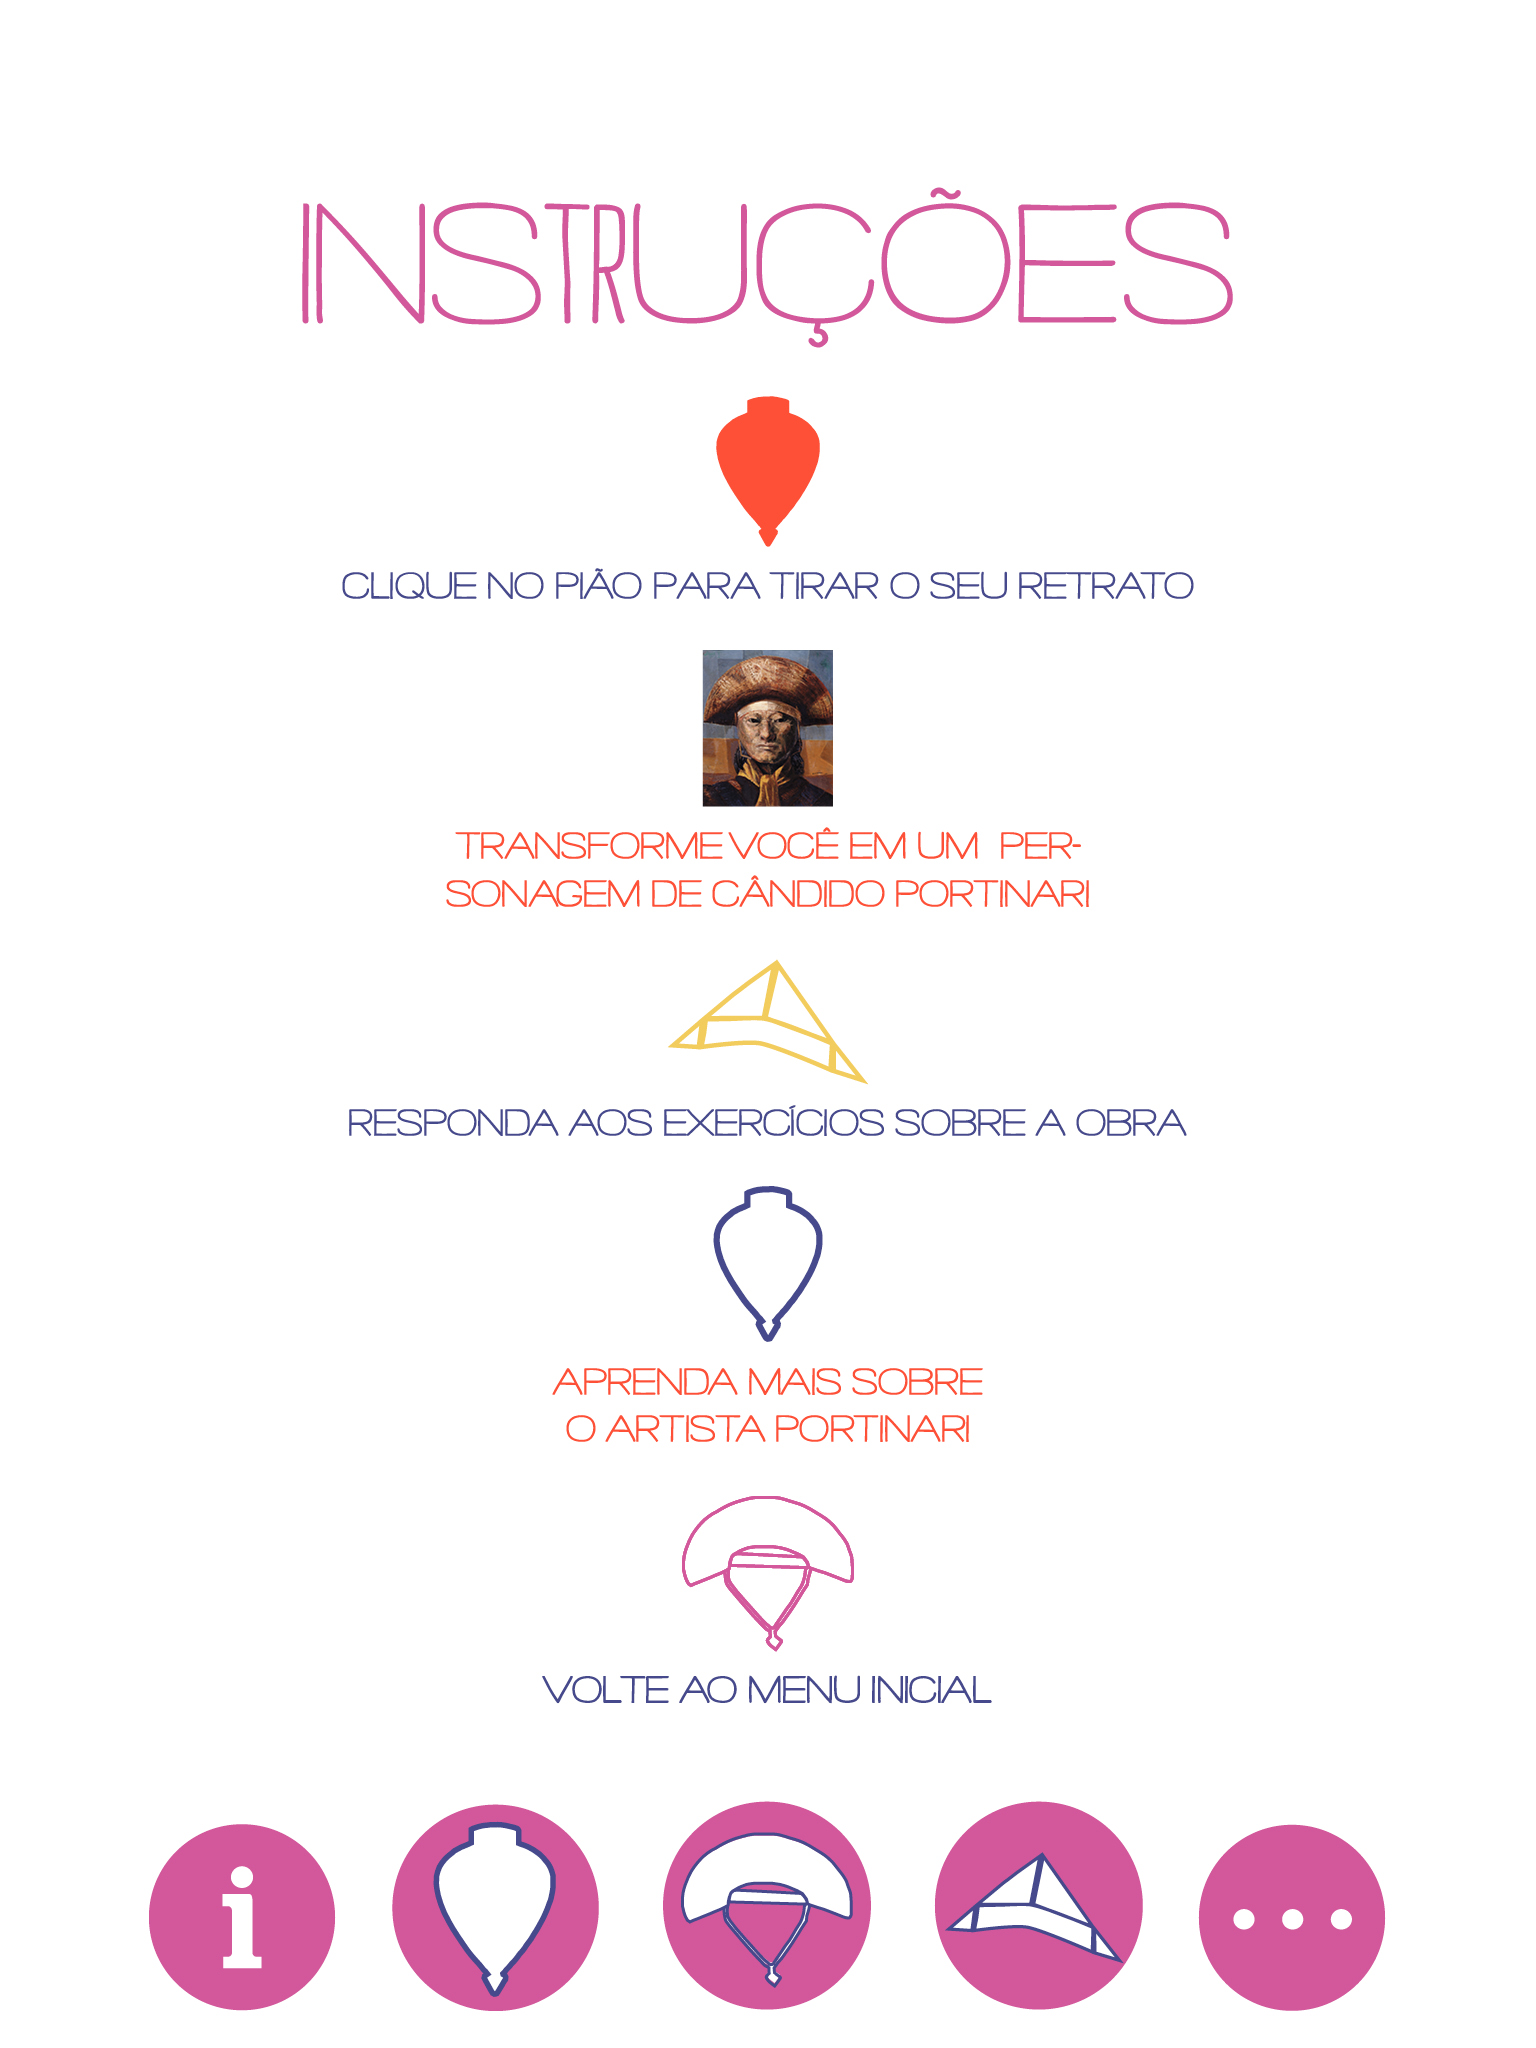 INSTRUÇÕES
CLIQUE NO PIÃO PARA TIRAR O SEU RETRATO
TRANSFORME VOCÊ EM UM PER-
SONAGEM DE CÂNDIDO PORTINARI
RESPONDA AOS EXERCÍCIOS SOBRE A OBRA
APRENDA MAIS SOBRE
O ARTISTA PORTINARI
VOLTE AO MENU INICIAL
i